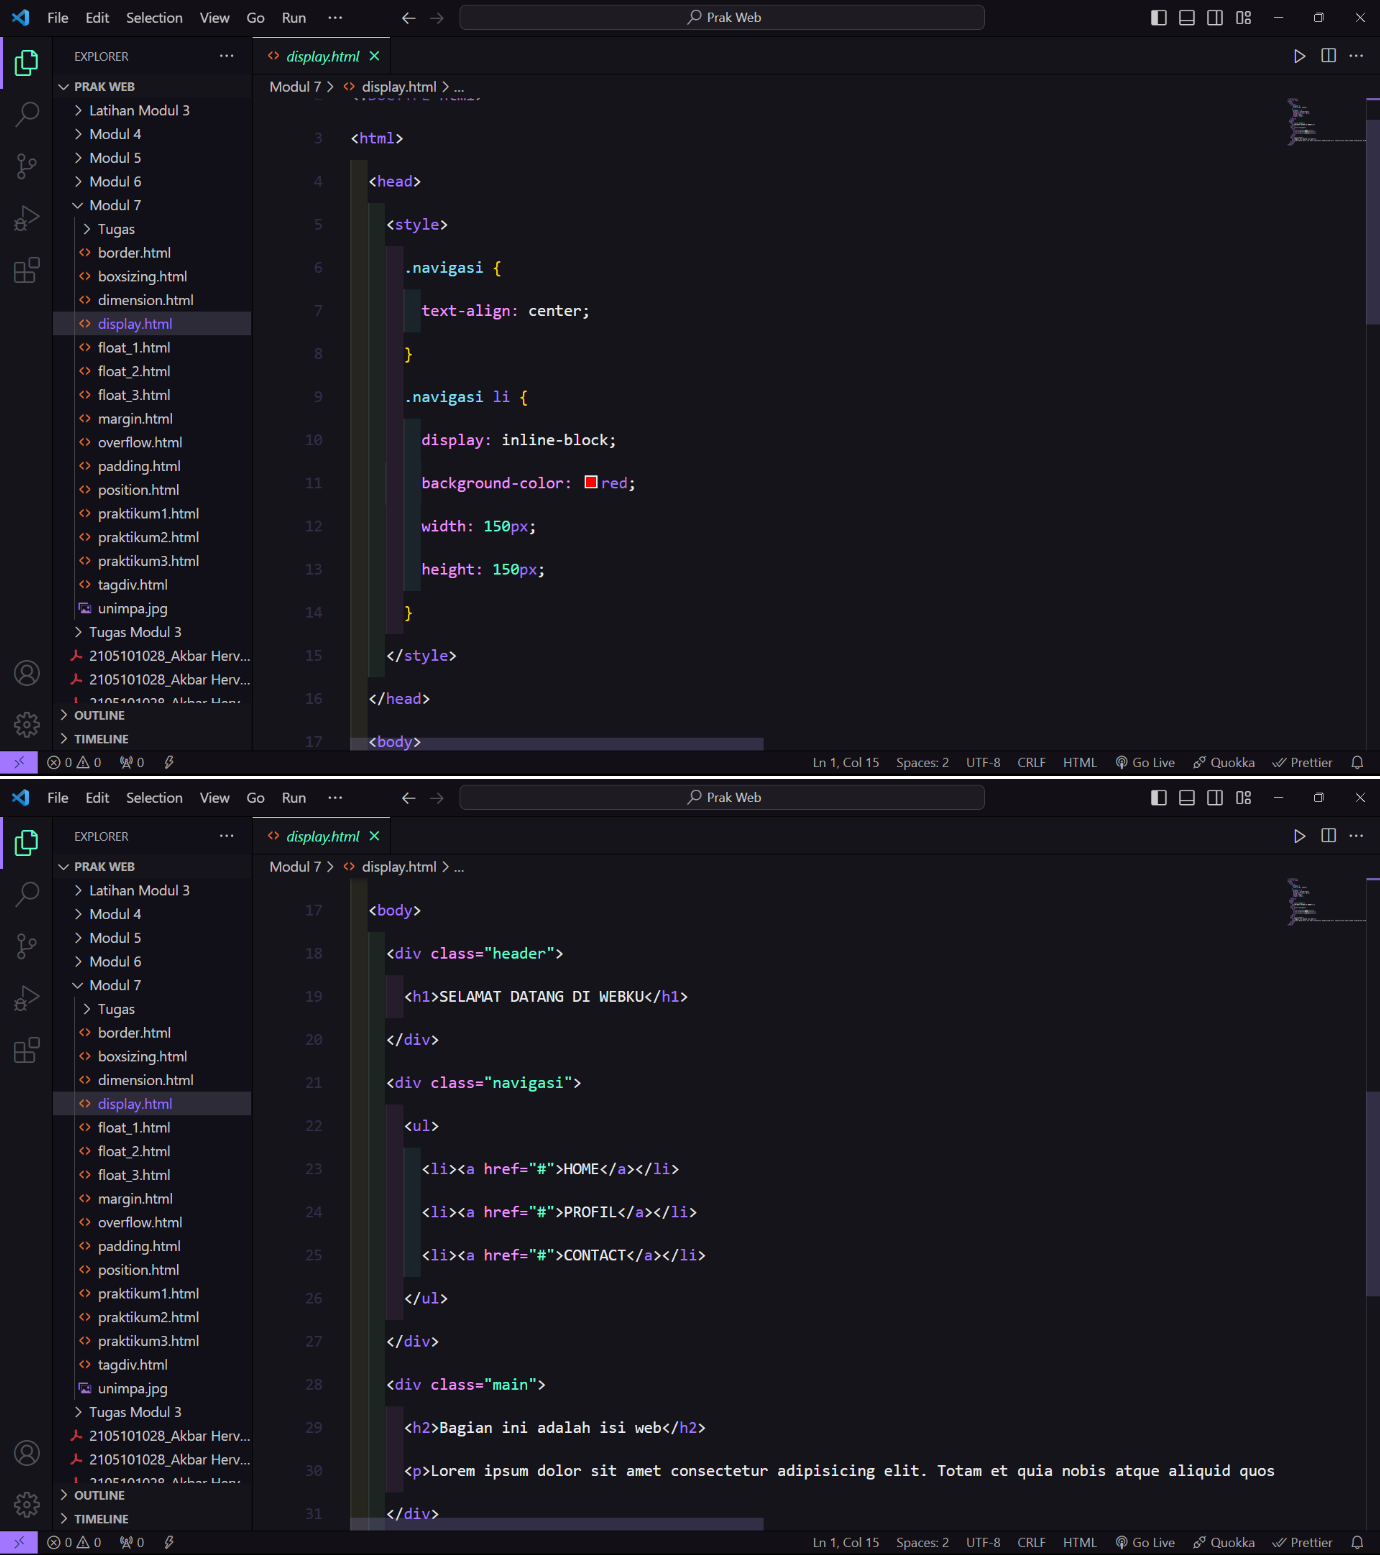 File Edit Selection View Go Run ··· Prak Web
EXPLORER ···
PRAK WEB
Latihan Modul 3
Modul 4
Modul 5
Modul 6
Modul 7
Tugas
border.html
boxsizing.html
dimension.html
display.html
float_1.html
float_2.html
float_3.html
margin.html
overflow.html
padding.html
position.html
praktikum1.html
praktikum2.html
praktikum3.html
tagdiv.html
unimpa.jpg
Tugas Modul 3
2105101028_Akbar Herv...
2105101028_Akbar Herv...
2105101028_Akbar Herv...
OUTLINE
TIMELINE
display.html
Modul 7 > display.html > ...
2 <!DOCTYPE html>
3 <html>
4 <head>
5 <style>
6 .navigasi {
7 text-align: center;
8 }
9 .navigasi li {
10 display: inline-block;
11 background-color: red;
12 width: 150px;
13 height: 150px;
14 }
15 </style>
16 </head>
17 <body>
0 0 0 Ln 1, Col 15 Spaces: 2 UTF-8 CRLF HTML Go Live Quokka Prettier
File Edit Selection View Go Run ··· Prak Web
EXPLORER ···
PRAK WEB
Latihan Modul 3
Modul 4
Modul 5
Modul 6
Modul 7
Tugas
border.html
boxsizing.html
dimension.html
display.html
float_1.html
float_2.html
float_3.html
margin.html
overflow.html
padding.html
position.html
praktikum1.html
praktikum2.html
praktikum3.html
tagdiv.html
unimpa.jpg
Tugas Modul 3
2105101028_Akbar Herv...
2105101028_Akbar Herv...
2105101028_Akbar Herv...
OUTLINE
TIMELINE
display.html
Modul 7 > display.html > ...
17 <body>
18 <div class="header">
19 <h1>SELAMAT DATANG DI WEBKU</h1>
20 </div>
21 <div class="navigasi">
22 <ul>
23 <li><a href="#">HOME</a></li>
24 <li><a href="#">PROFIL</a></li>
25 <li><a href="#">CONTACT</a></li>
26 </ul>
27 </div>
28 <div class="main">
29 <h2>Bagian ini adalah isi web</h2>
30 <p>Lorem ipsum dolor sit amet consectetur adipisicing elit. Totam et quia nobis atque aliquid quos
31 </div>
0 0 0 Ln 1, Col 15 Spaces: 2 UTF-8 CRLF HTML Go Live Quokka Prettier